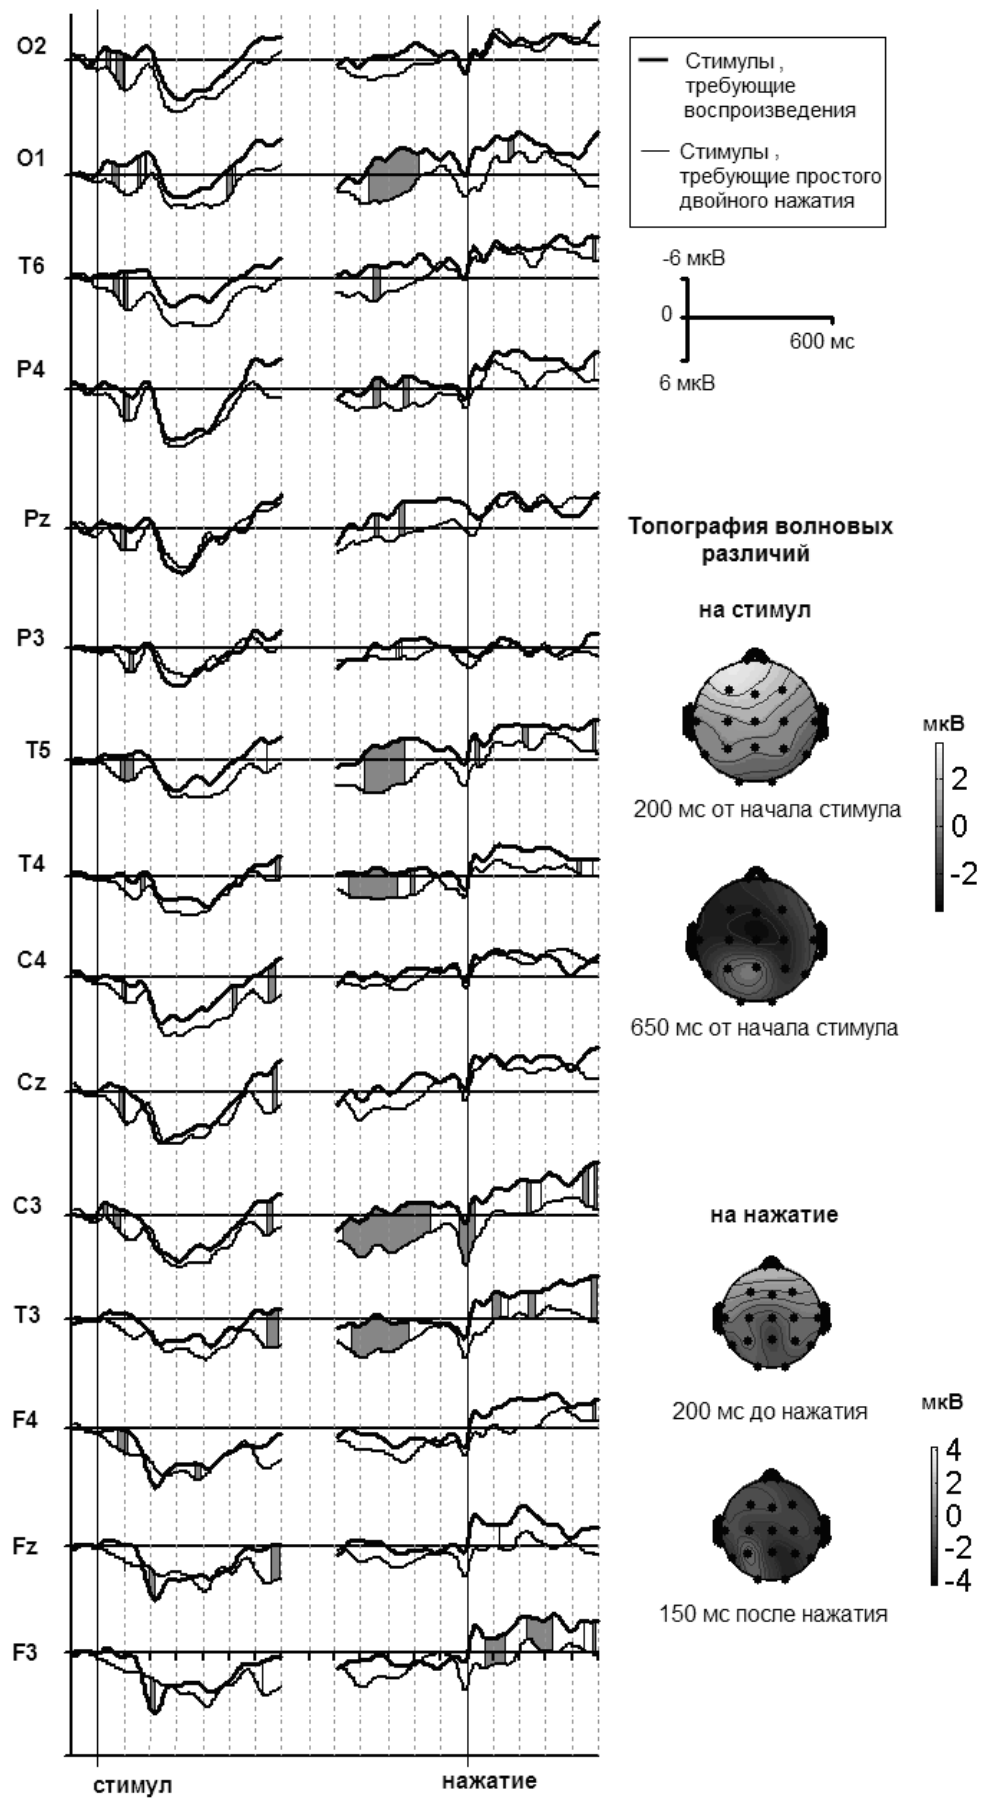 O2
O1
T6
P4
Pz
P3
T5
T4
C4
Cz
C3
T3
F4
Fz
F3
стимул
нажатие
Стимулы ,
требующие
воспроизведения
Стимулы ,
требующие простого
двойного нажатия
-6 мкВ
0
600 мс
6 мкВ
Топография волновых
различий
на стимул
200 мс от начала стимула
мкВ
2
0
-2
650 мс от начала стимула
на нажатие
200 мс до нажатия
мкВ
4
2
0
-2
-4
150 мс после нажатия